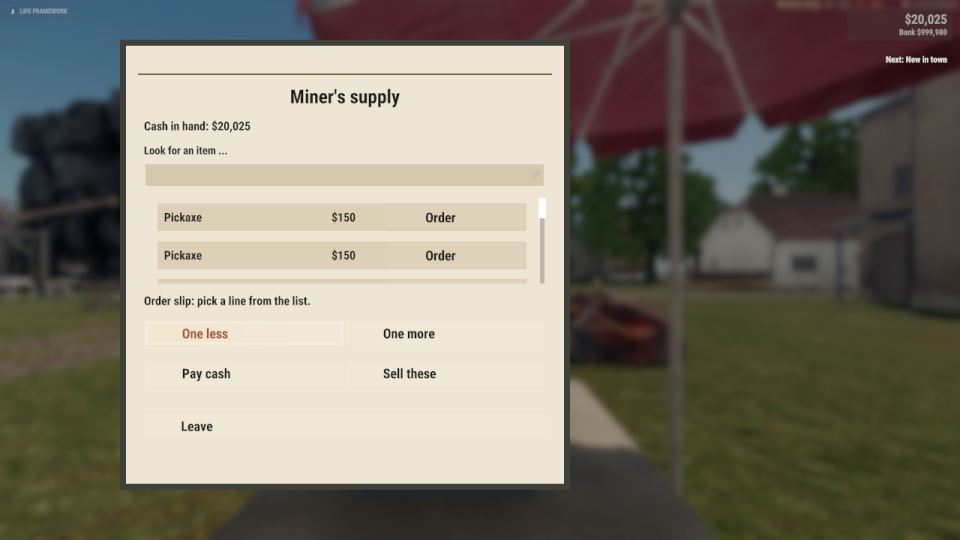 LIFE FRAMEWORK
$20,025
Bank $999,980
Next: New in town
Miner's supply
Cash in hand: $20,025
Look for an item ...
Pickaxe $150 Order
Pickaxe $150 Order
Order slip: pick a line from the list.
One less One more
Pay cash Sell these
Leave